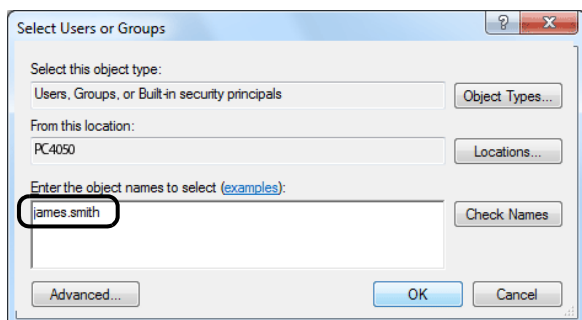 Select Users or Groups
Select this object type:
Users, Groups, or Built-in security principals
Object Types...
From this location:
PC4050
Locations...
Enter the object names to select (examples):
james.smith
Check Names
Advanced...
OK
Cancel